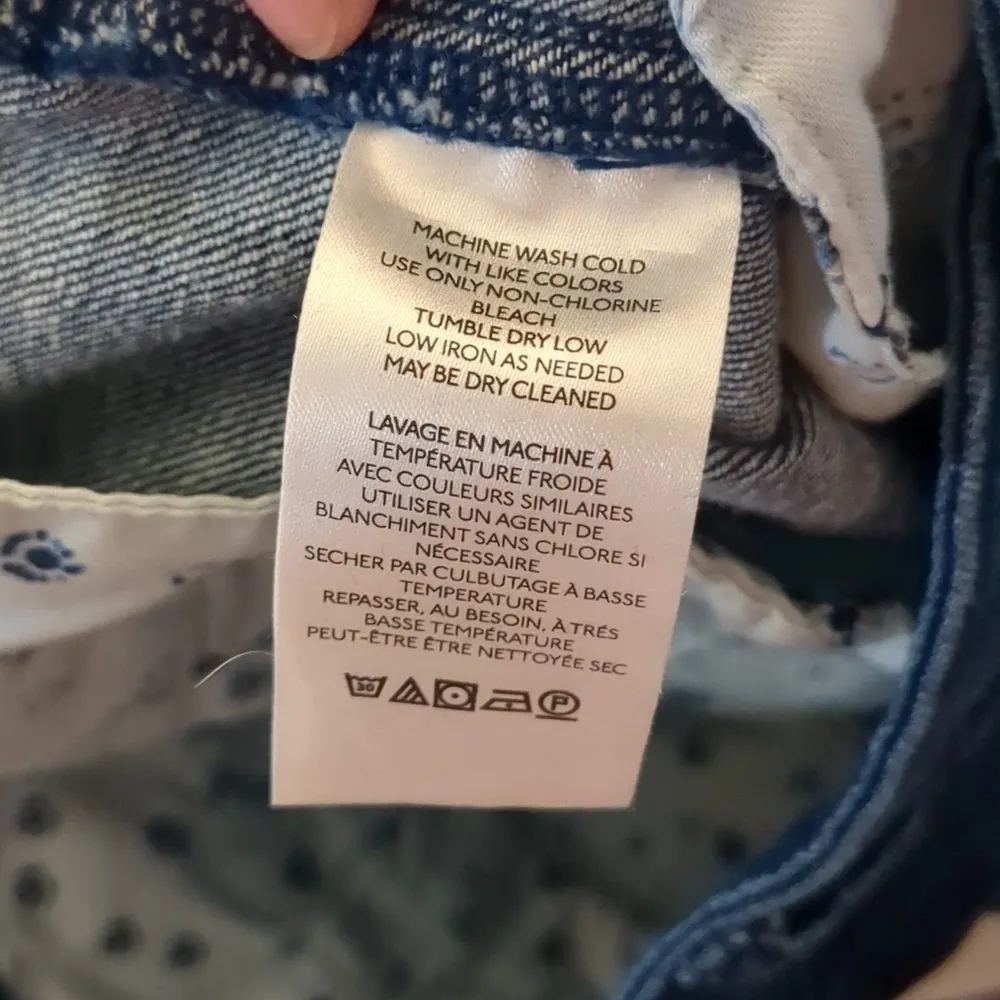 MACHINE WASH COLD
WITH LIKE COLORS
USE ONLY NON-CHLORINE
BLEACH
TUMBLE DRY LOW
LOW IRON AS NEEDED
MAY BE DRY CLEANED
LAVAGE EN MACHINE À
TEMPÉRATURE FROIDE
AVEC COULEURS SIMILAIRES
UTILISER UN AGENT DE
BLANCHIMENT SANS CHLORE SI
NÉCESSAIRE
SECHER PAR CULBUTAGE À BASSE
TEMPERATURE
REPASSER, AU BESOIN, À TRÉS
BASSE TEMPÉRATURE
PEUT-ÊTRE ÊTRE NETTOYÉE SEC
30 P